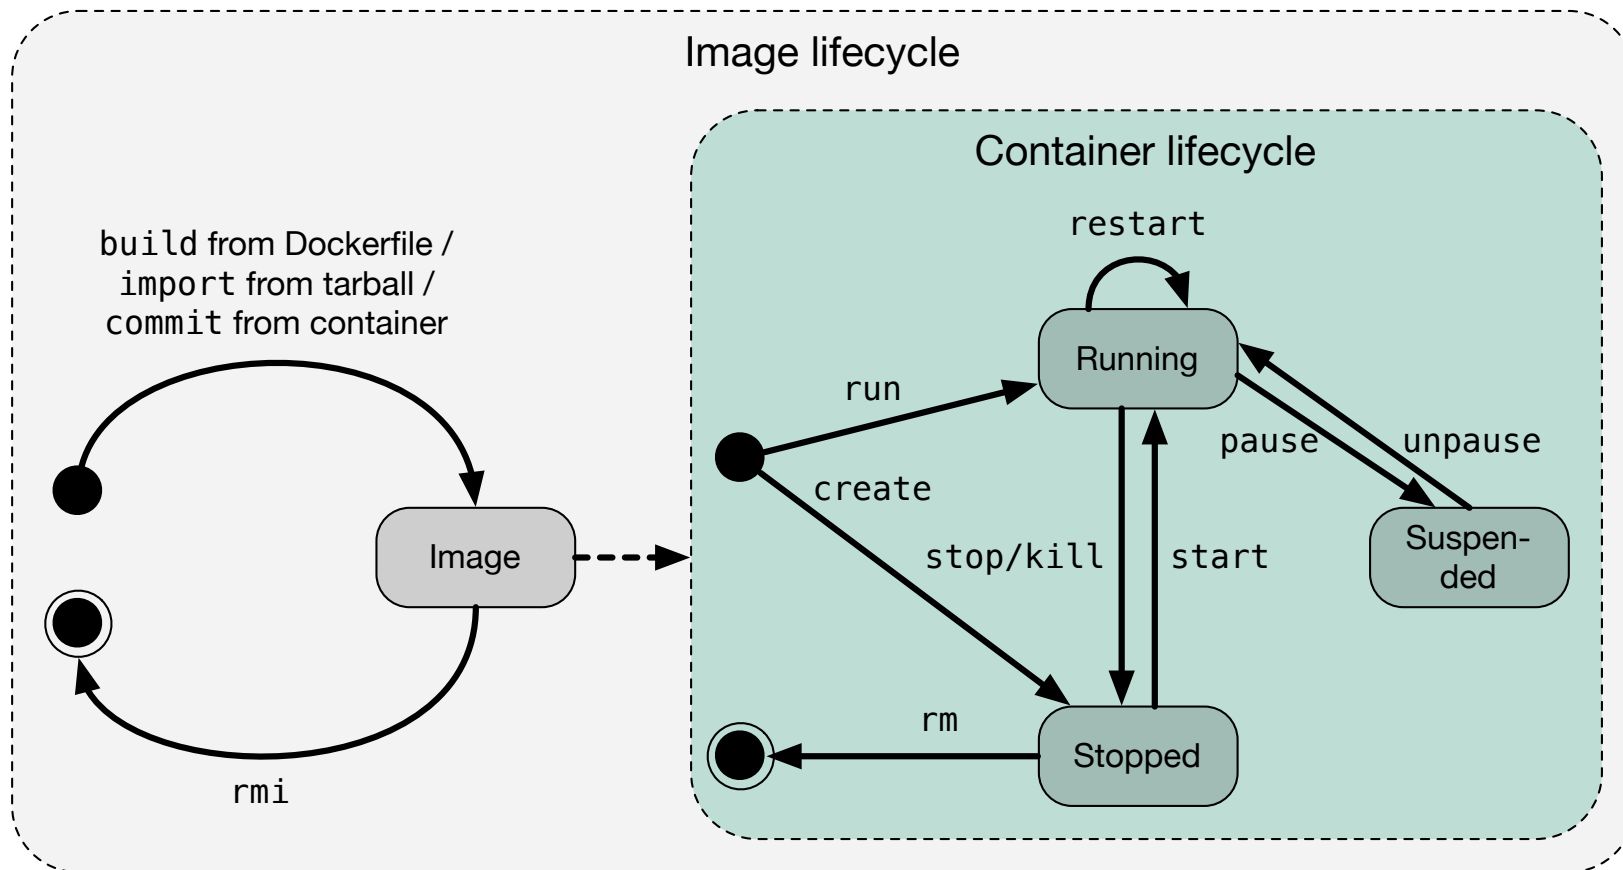 Image lifecycle
Container lifecycle
build from Dockerfile /
import from tarball /
commit from container
restart
Running
run
pause
unpause
create
Image
stop/kill
start
Suspen-
ded
rm
Stopped
rmi